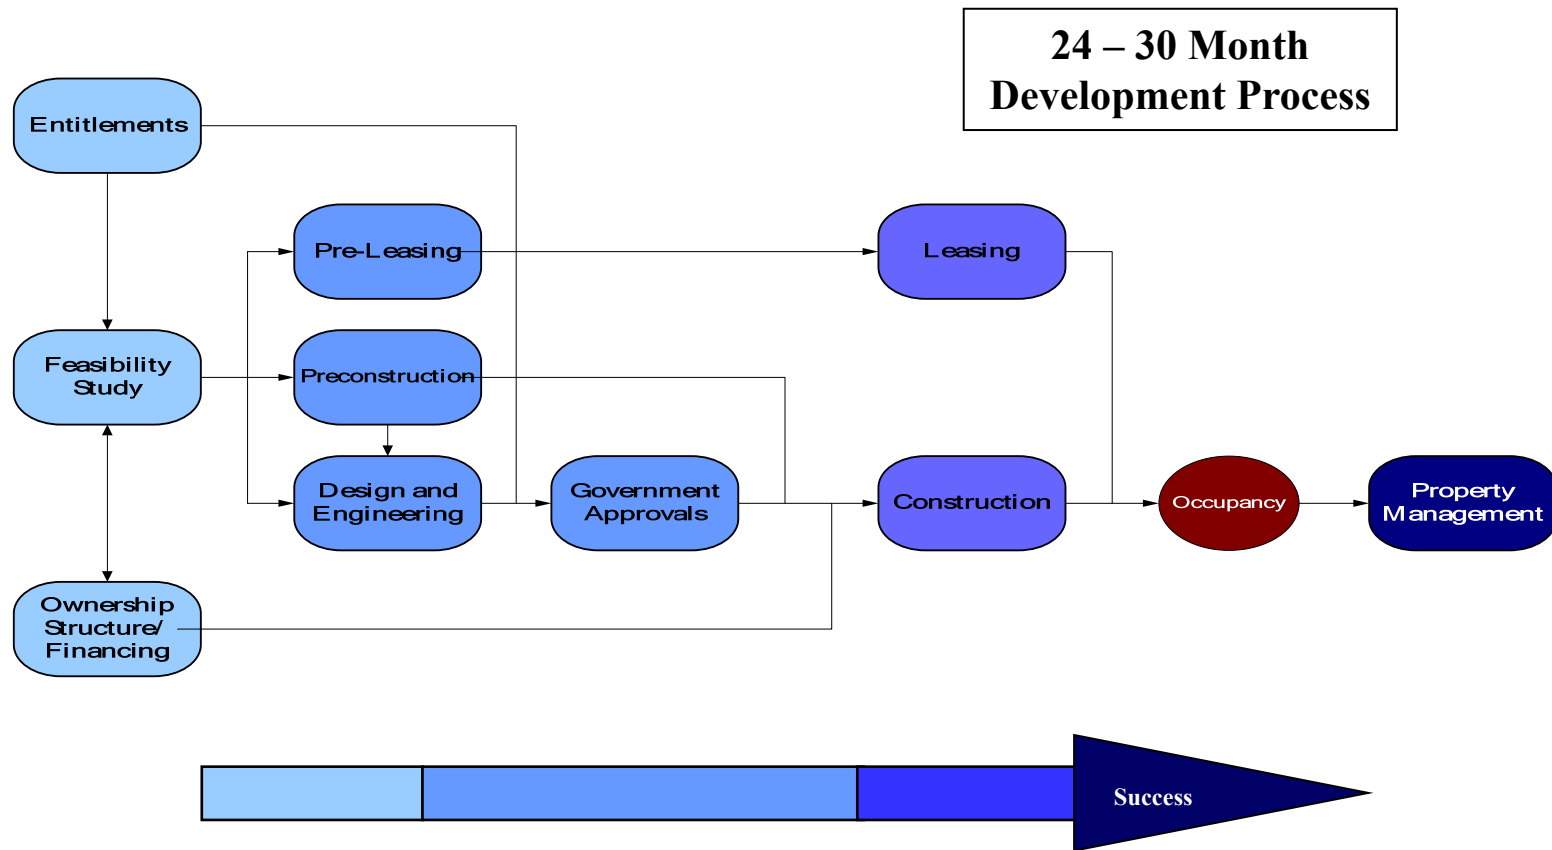 24 – 30 Month
Development Process
Entitlements
Pre-Leasing
Leasing
Feasibility
Study
Preconstruction
Design and
Engineering
Government
Approvals
Construction
Occupancy
Property
Management
Ownership
Structure/
Financing
Success